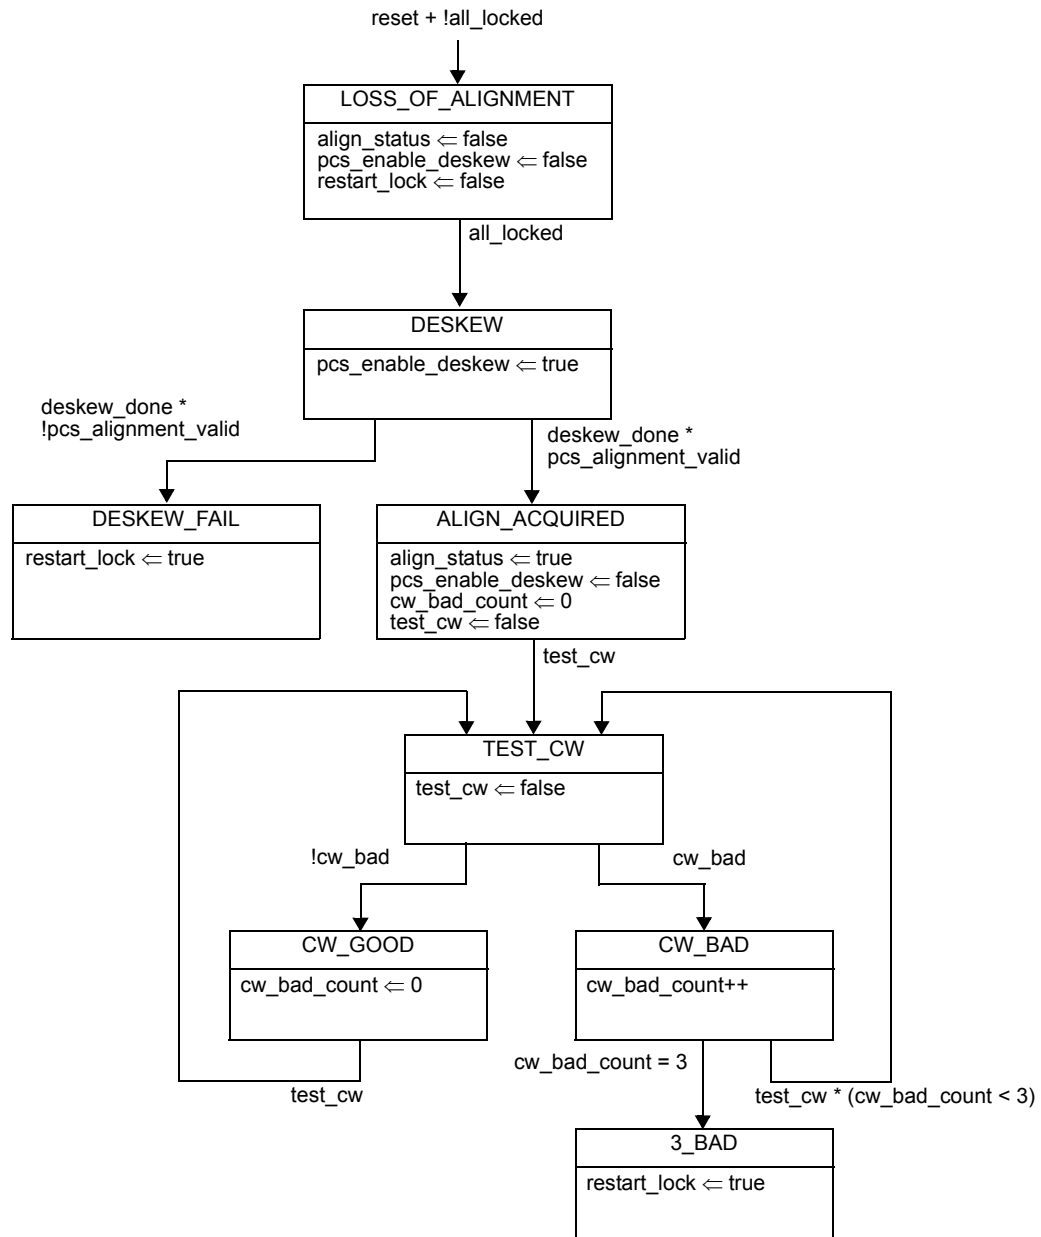 reset + !all_locked
LOSS_OF_ALIGNMENT
align_status ⇐ false
pcs_enable_deskew ⇐ false
restart_lock ⇐ false
all_locked
DESKEW
pcs_enable_deskew ⇐ true
deskew_done *
!pcs_alignment_valid
deskew_done *
pcs_alignment_valid
DESKEW_FAIL
restart_lock ⇐ true
ALIGN_ACQUIRED
align_status ⇐ true
pcs_enable_deskew ⇐ false
cw_bad_count ⇐ 0
test_cw ⇐ false
test_cw
TEST_CW
test_cw ⇐ false
!cw_bad
cw_bad
CW_GOOD
cw_bad_count ⇐ 0
CW_BAD
cw_bad_count++
test_cw
cw_bad_count = 3
test_cw * (cw_bad_count < 3)
3_BAD
restart_lock ⇐ true